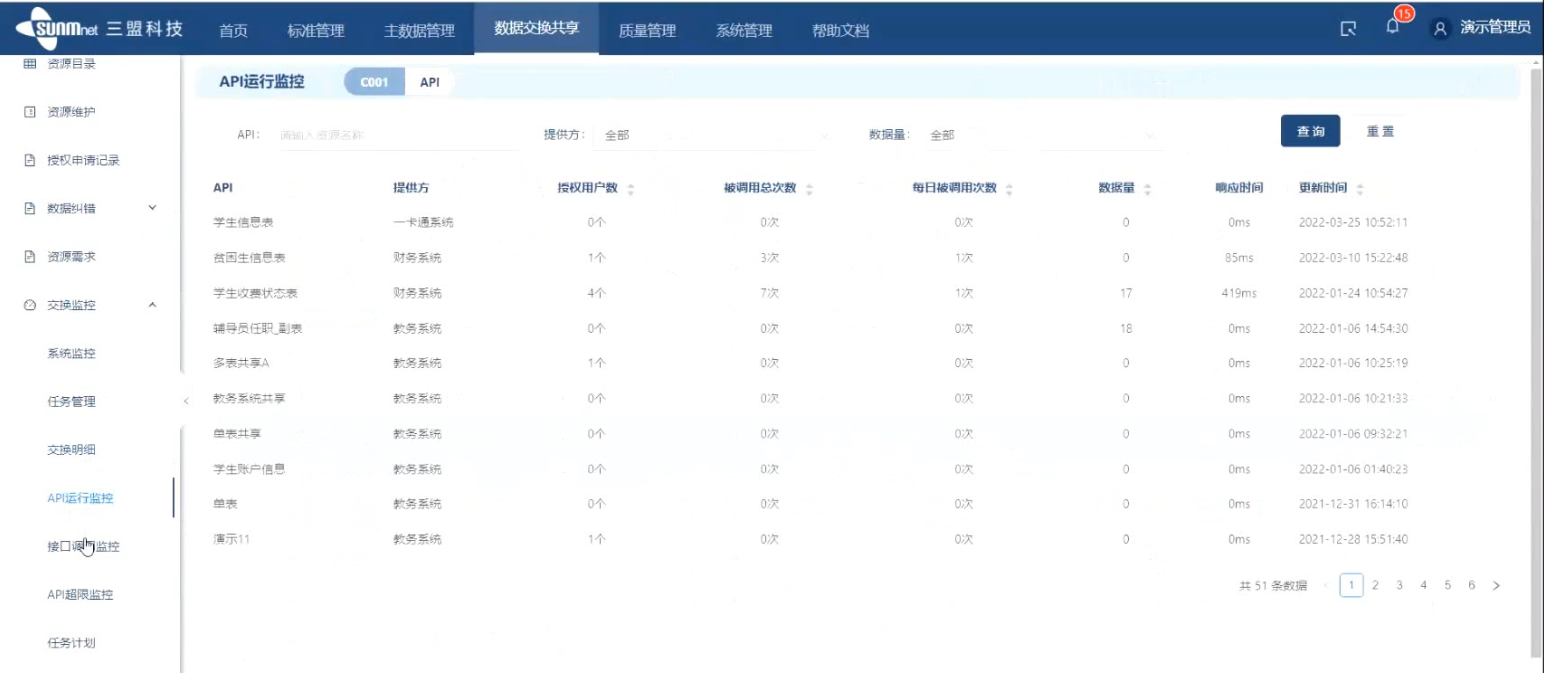 sunmnet 三盟科技 首页 标准管理 主数据管理 数据交换共享 质量管理 系统管理 帮助文档 15 演示管理员
资源目录
资源维护
授权申请记录
数据纠错
资源需求
交换监控
系统监控
任务管理
交换明细
API运行监控
API超限监控
任务计划
API运行监控 C001 API
API: 请输入资源名称 提供方: 全部 数据量: 全部 查询 重置
API 提供方 授权用户数 被调用总次数 每日被调用次数 数据量 响应时间 更新时间
学生信息表 一卡通系统 0个 0次 0次 0 0ms 2022-03-25 10:52:11
贫困生信息表 财务系统 1个 3次 1次 0 85ms 2022-03-10 15:22:48
学生收费状态表 财务系统 4个 7次 1次 17 419ms 2022-01-24 10:54:27
辅导员任职_副表 教务系统 0个 0次 0次 18 0ms 2022-01-06 14:54:30
多表共享A 教务系统 1个 0次 0次 0 0ms 2022-01-06 10:25:19
教务系统共享 教务系统 0个 0次 0次 0 0ms 2022-01-06 10:21:33
单表共享 教务系统 0个 0次 0次 0 0ms 2022-01-06 09:32:21
学生账户信息 教务系统 0个 0次 0次 0 0ms 2022-01-06 01:40:23
单表 教务系统 0个 0次 0次 0 0ms 2021-12-31 16:14:10
演示11 教务系统 1个 0次 0次 0 0ms 2021-12-28 15:51:40
共 51 条数据 1 2 3 4 5 6